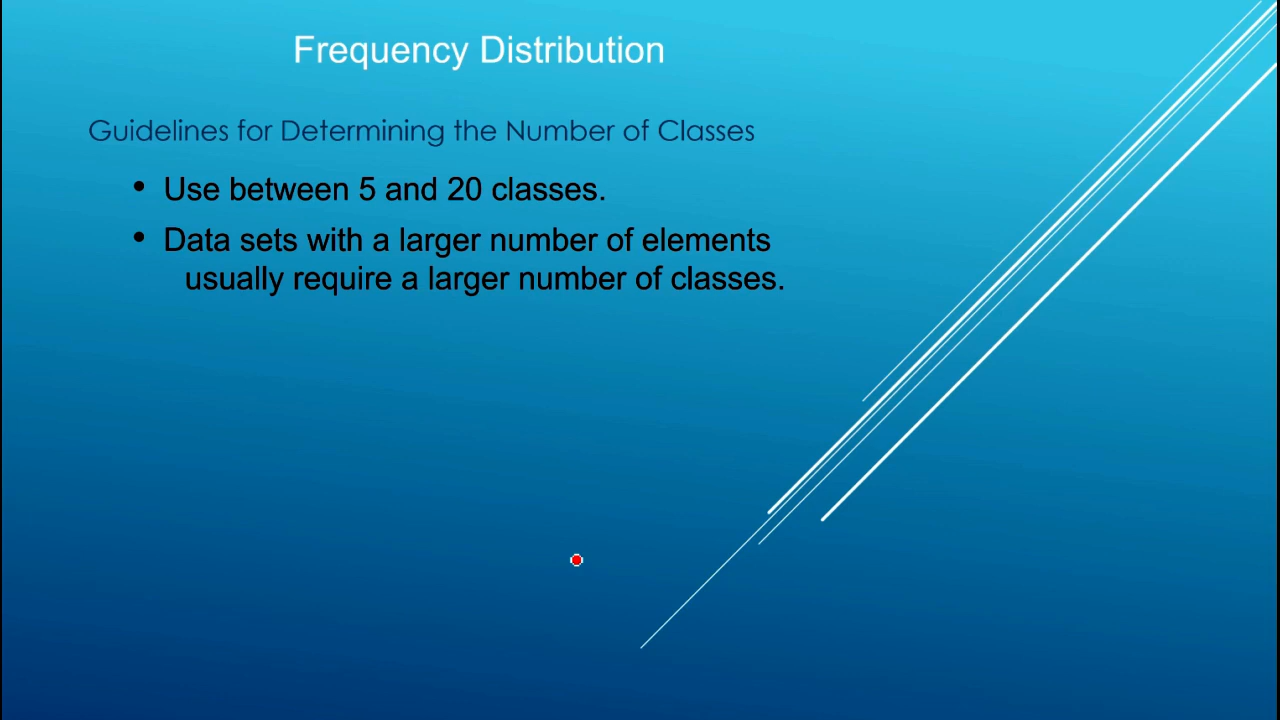 Frequency Distribution
Guidelines for Determining the Number of Classes
• Use between 5 and 20 classes.
• Data sets with a larger number of elements
usually require a larger number of classes.